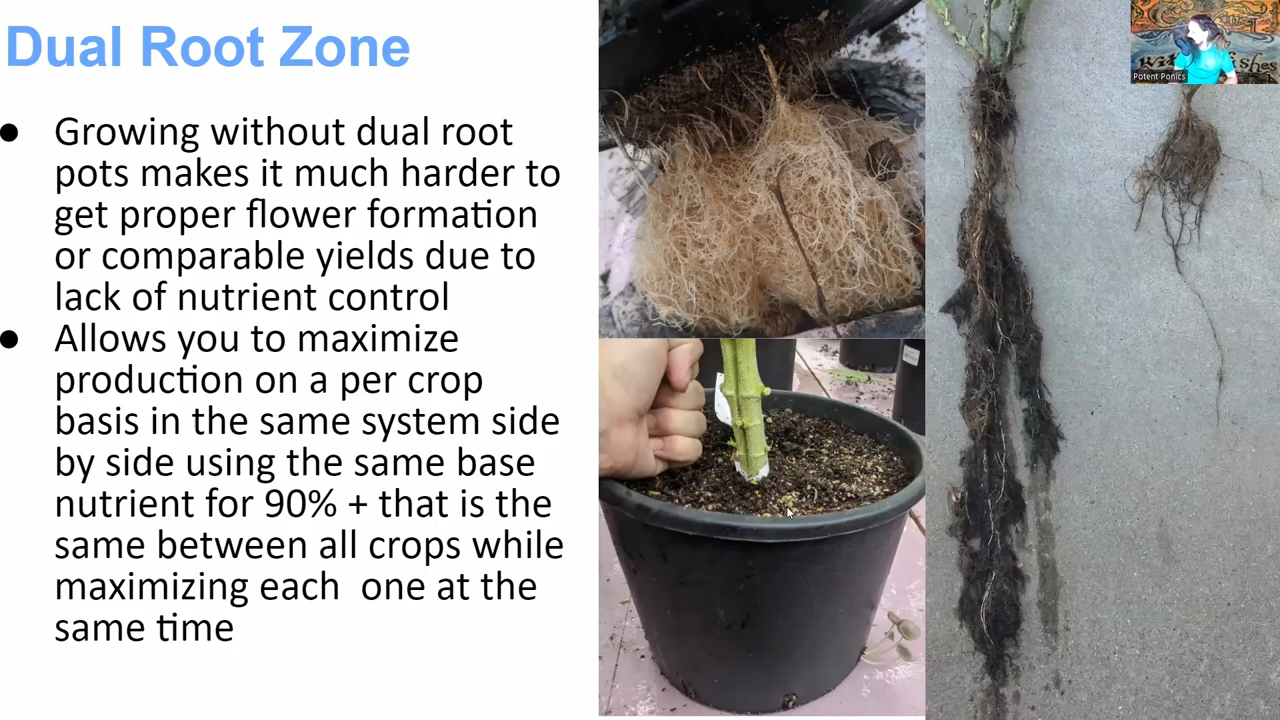 Dual Root Zone
● Growing without dual root
pots makes it much harder to
get proper flower formation
or comparable yields due to
lack of nutrient control
● Allows you to maximize
production on a per crop
basis in the same system side
by side using the same base
nutrient for 90% + that is the
same between all crops while
maximizing each  one at the
same time
Potent Ponics